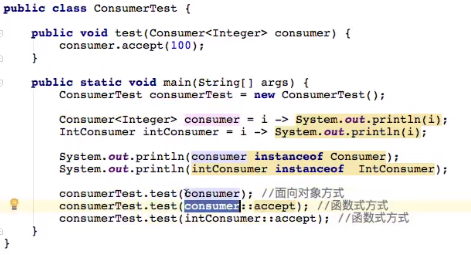 public class ConsumerTest {
public void test(Consumer<Integer> consumer) {
consumer.accept(100);
}
public static void main(String[] args) {
ConsumerTest consumerTest = new ConsumerTest();
Consumer<Integer> consumer = i -> System.out.println(i);
IntConsumer intConsumer = i -> System.out.println(i);
System.out.println(consumer instanceof Consumer);
System.out.println(intConsumer instanceof IntConsumer);
consumerTest.test(consumer); //面向对象方式
consumerTest.test(consumer::accept); //函数式方式
consumerTest.test(intConsumer::accept); //函数式方式
}
}